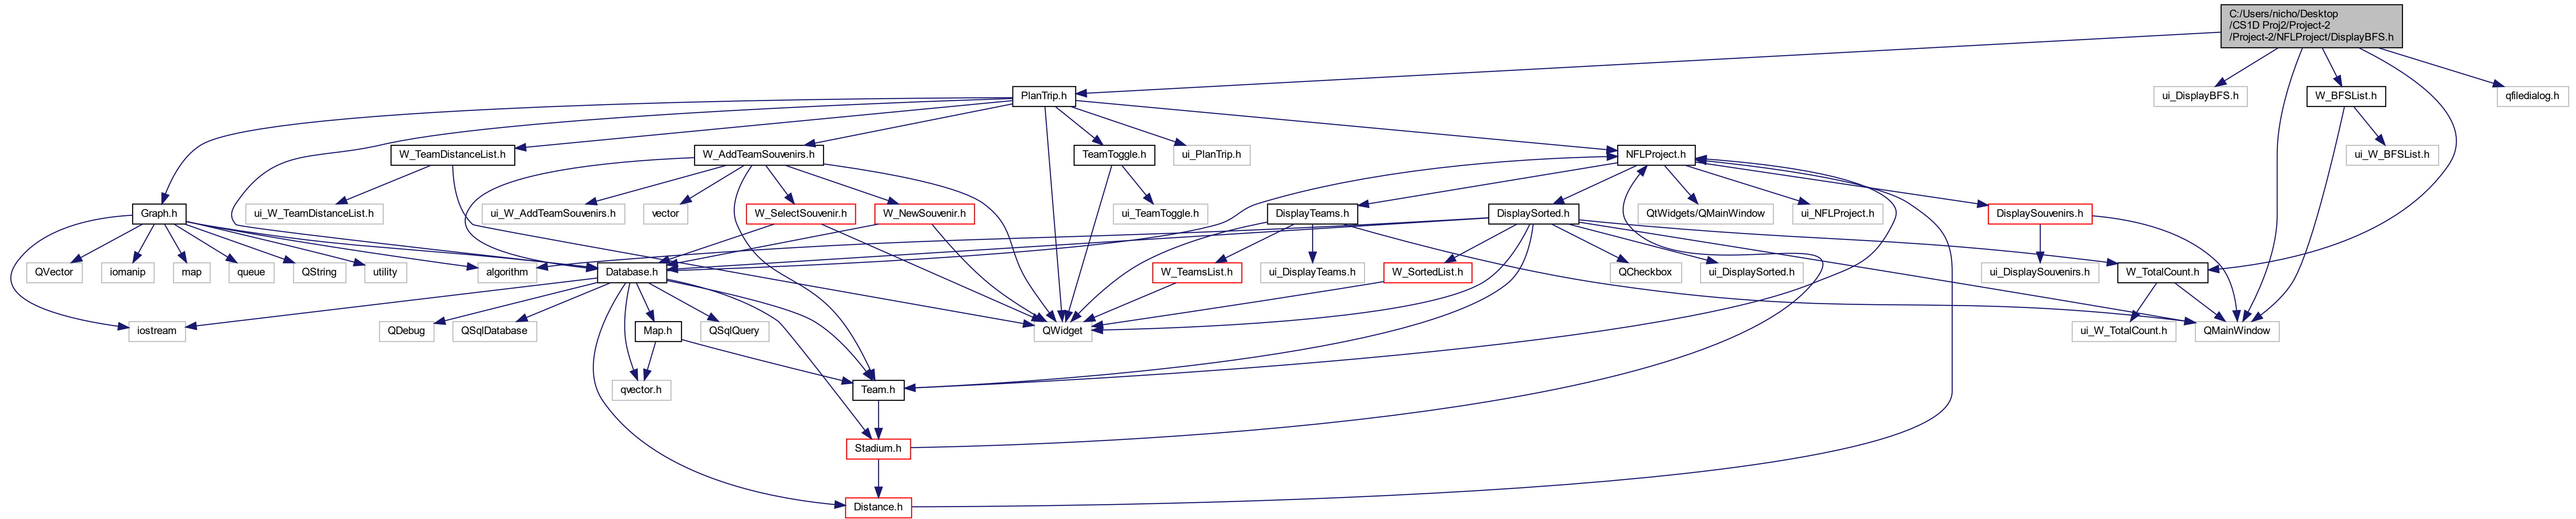 C:/Users/nicho/Desktop
/CS1D Proj2/Project-2
/Project-2/NFLProject/DisplayBFS.h
PlanTrip.h
ui_DisplayBFS.h
W_BFSList.h
qfiledialog.h
W_TeamDistanceList.h
W_AddTeamSouvenirs.h
TeamToggle.h
ui_PlanTrip.h
NFLProject.h
ui_W_BFSList.h
Graph.h
ui_W_TeamDistanceList.h
ui_W_AddTeamSouvenirs.h
vector
W_SelectSouvenir.h
W_NewSouvenir.h
ui_TeamToggle.h
DisplayTeams.h
DisplaySorted.h
QtWidgets/QMainWindow
ui_NFLProject.h
DisplaySouvenirs.h
QVector
iomanip
map
queue
QString
utility
algorithm
Database.h
W_TeamsList.h
ui_DisplayTeams.h
W_SortedList.h
QCheckbox
ui_DisplaySorted.h
ui_DisplaySouvenirs.h
W_TotalCount.h
iostream
QDebug
QSqlDatabase
Map.h
QSqlQuery
QWidget
ui_W_TotalCount.h
QMainWindow
qvector.h
Team.h
Stadium.h
Distance.h